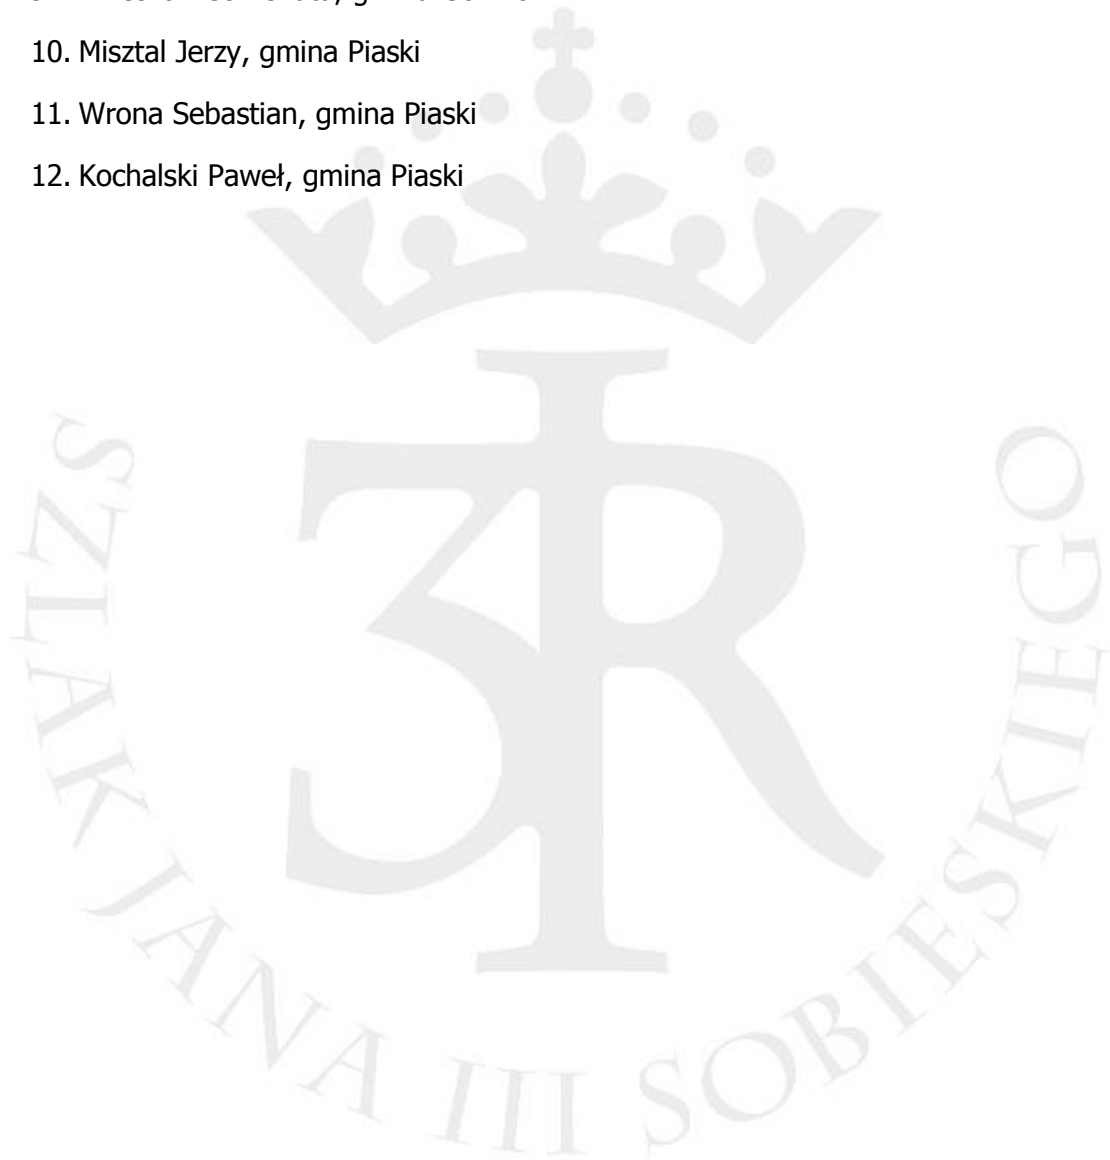 10. Misztal Jerzy, gmina Piaski
11. Wrona Sebastian, gmina Piaski
12. Kochalski Paweł, gmina Piaski
3R
SZLAK JANA III SOBIESKIEGO